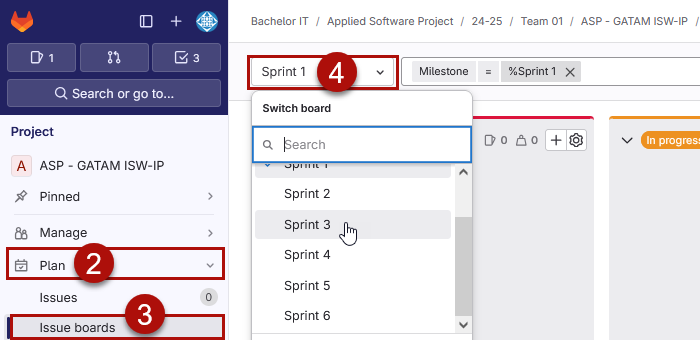 Bachelor IT / Applied Software Project / 24-25 / Team 01 / ASP - GATAM ISW-IP /
1
3
Search or go to...
Project
A ASP - GATAM ISW-IP
Pinned
Manage
Plan
2
Issues 0
3
Issue boards
Sprint 1
4
Milestone = %Sprint 1
Switch board
Search
Sprint 1
Sprint 2
Sprint 3
Sprint 4
Sprint 5
Sprint 6
0 0
In progress